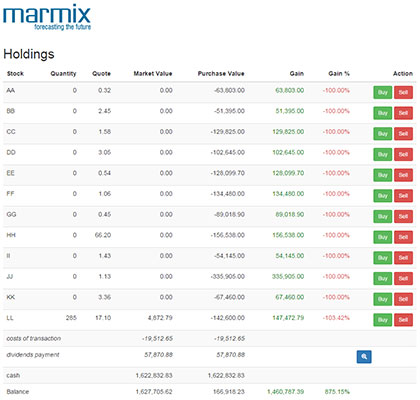 marmix
forecasting the future
Holdings
Stock Quantity Quote Market Value Purchase Value Gain Gain % Action
AA 0 0.32 0.00 -63,803.00 63,803.00 -100.00% Buy Sell
BB 0 2.45 0.00 -51,395.00 51,395.00 -100.00% Buy Sell
CC 0 1.58 0.00 -129,825.00 129,825.00 -100.00% Buy Sell
DD 0 3.05 0.00 -102,645.00 102,645.00 -100.00% Buy Sell
EE 0 0.54 0.00 -128,099.70 128,099.70 -100.00% Buy Sell
FF 0 1.06 0.00 -134,480.00 134,480.00 -100.00% Buy Sell
GG 0 0.45 0.00 -89,018.90 89,018.90 -100.00% Buy Sell
HH 0 66.20 0.00 -156,538.00 156,538.00 -100.00% Buy Sell
II 0 1.43 0.00 -54,145.00 54,145.00 -100.00% Buy Sell
JJ 0 1.13 0.00 -335,905.00 335,905.00 -100.00% Buy Sell
KK 0 3.36 0.00 -67,460.00 67,460.00 -100.00% Buy Sell
LL 285 17.10 4,872.79 -142,600.00 147,472.79 -103.42% Buy Sell
costs of transaction -19,512.65 -19,512.65
dividends payment 57,870.88 57,870.88
cash 1,622,832.83 1,622,832.83
Balance 1,627,705.62 166,918.23 1,460,787.39 875.15%